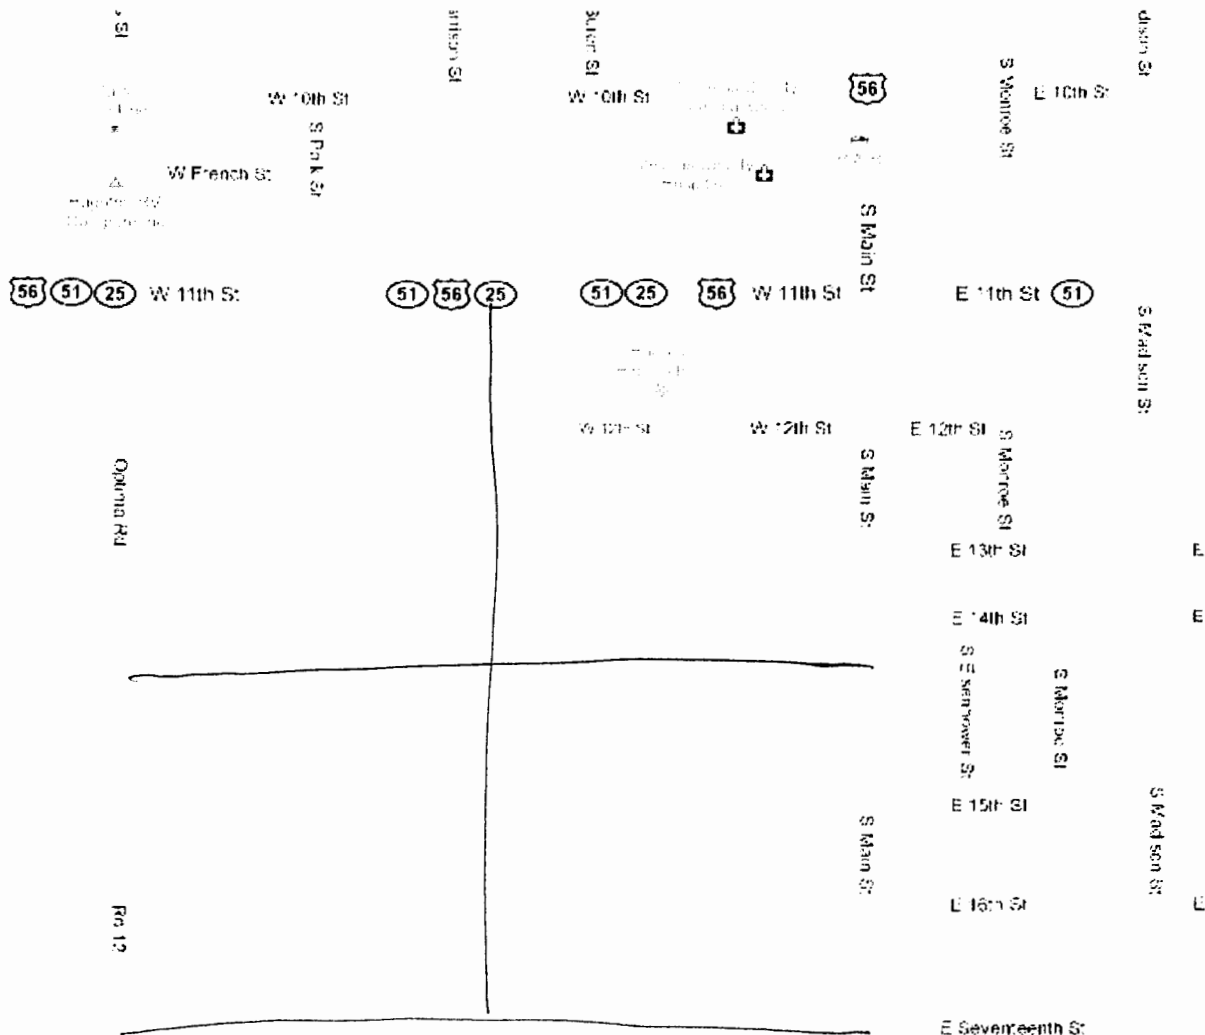 St
St
St
St
W 10th St
W 10th St
56
S Monroe St
E 10th St
S Park St
W French St
S Main St
56 51 25 W 11th St
51 56 25
51 25
56 W 11th St
E 11th St 51
S Madison St
W 12th St
W 12th St
E 12th St
Optima Rd
S Main St
S Monroe St
E 13th St
E
E 14th St
E
S Eisenhower St
S Monroe St
E 15th St
S Main St
S Madison St
E 16th St
E
Rd 12
E Seventeenth St